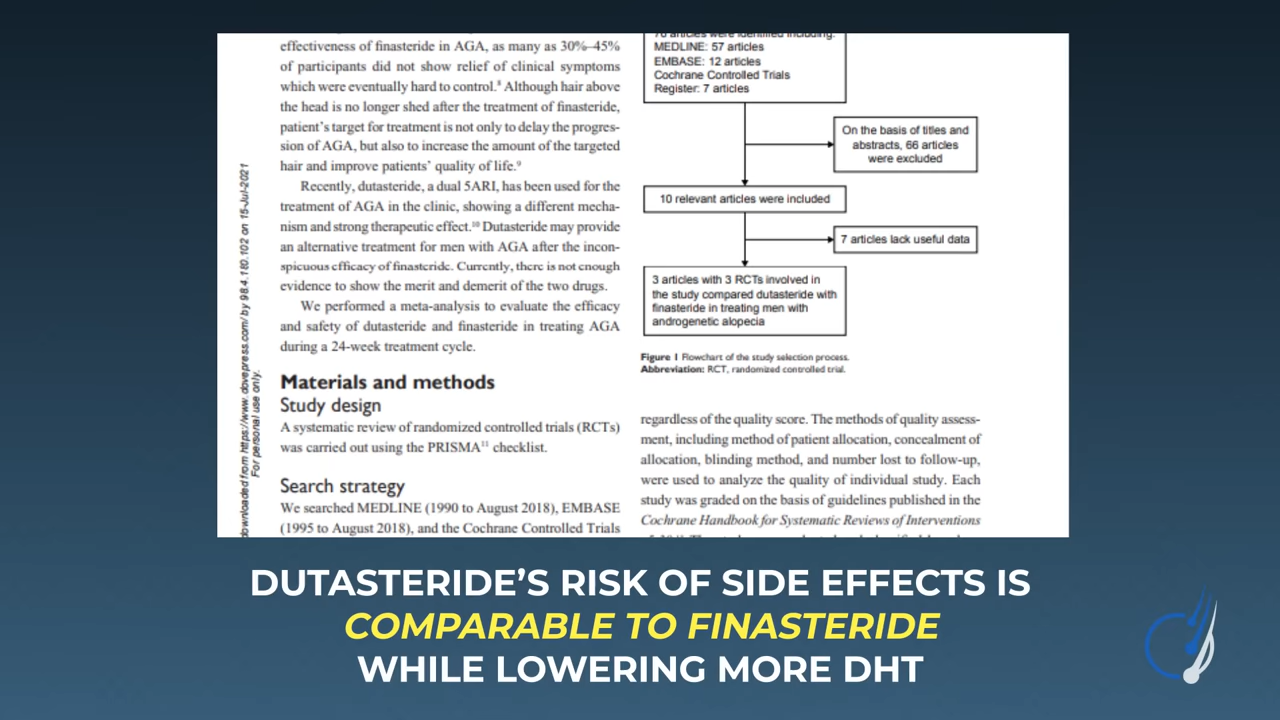 effectiveness of finasteride in AGA, as many as 30%–45%
of participants did not show relief of clinical symptoms
which were eventually hard to control.⁸ Although hair above
the head is no longer shed after the treatment of finasteride,
patient's target for treatment is not only to delay the progres-
sion of AGA, but also to increase the amount of the targeted
hair and improve patients' quality of life.⁹
Recently, dutasteride, a dual 5ARI, has been used for the
treatment of AGA in the clinic, showing a different mecha-
nism and strong therapeutic effect.¹⁰ Dutasteride may provide
an alternative treatment for men with AGA after the incon-
spicuous efficacy of finasteride. Currently, there is not enough
evidence to show the merit and demerit of the two drugs.
We performed a meta-analysis to evaluate the efficacy
and safety of dutasteride and finasteride in treating AGA
during a 24-week treatment cycle.
Materials and methods
Study design
A systematic review of randomized controlled trials (RCTs)
was carried out using the PRISMA¹¹ checklist.
Search strategy
We searched MEDLINE (1990 to August 2018), EMBASE
(1995 to August 2018), and the Cochrane Controlled Trials
downloaded from https://www.dovepress.com/ by 98.4.180.102 on 15-Jul-2021
For personal use only.
76 articles were identified including:
MEDLINE: 57 articles
EMBASE: 12 articles
Cochrane Controlled Trials
Register: 7 articles
On the basis of titles and
abstracts, 66 articles
were excluded
10 relevant articles were included
7 articles lack useful data
3 articles with 3 RCTs involved in
the study compared dutasteride with
finasteride in treating men with
androgenetic alopecia
Figure 1 Flowchart of the study selection process.
Abbreviation: RCT, randomized controlled trial.
regardless of the quality score. The methods of quality assess-
ment, including method of patient allocation, concealment of
allocation, blinding method, and number lost to follow-up,
were used to analyze the quality of individual study. Each
study was graded on the basis of guidelines published in the
Cochrane Handbook for Systematic Reviews of Interventions
DUTASTERIDE'S RISK OF SIDE EFFECTS IS
COMPARABLE TO FINASTERIDE
WHILE LOWERING MORE DHT